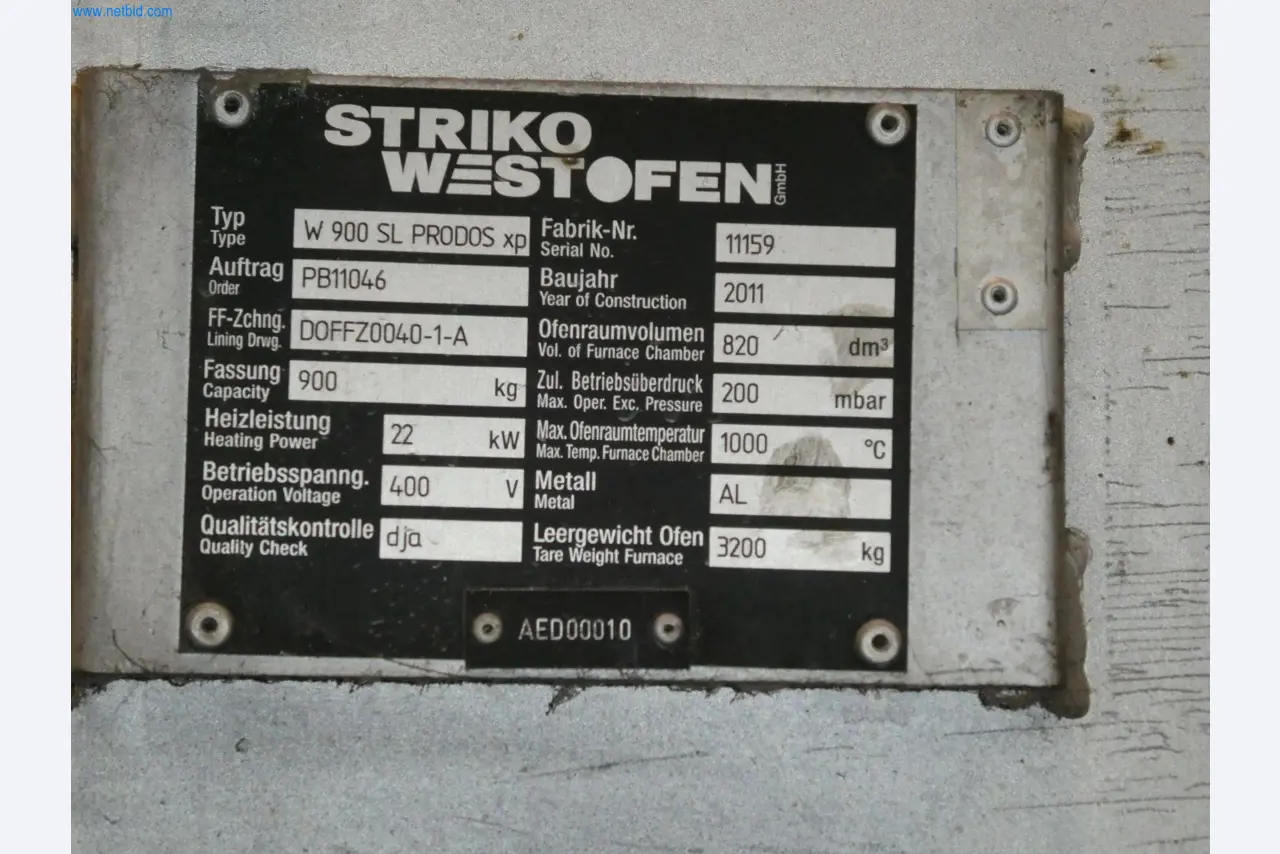 www.netbid.com
STRIKO
WESTOFEN GmbH
Typ
Type
W 900 SL PRODOS xp
Fabrik-Nr.
Serial No.
11159
Auftrag
Order
PB11046
Baujahr
Year of Construction
2011
FF-Zchng.
Lining Drwg.
DOFFZ0040-1-A
Ofenraumvolumen
Vol. of Furnace Chamber
820 dm³
Fassung
Capacity
900 kg
Zul. Betriebsüberdruck
Max. Oper. Exc. Pressure
200 mbar
Heizleistung
Heating Power
22 kW
Max. Ofenraumtemperatur
Max. Temp. Furnace Chamber
1000 °C
Betriebsspanng.
Operation Voltage
400 V
Metall
Metal
AL
Qualitätskontrolle
Quality Check
dja
Leergewicht Ofen
Tare Weight Furnace
3200 kg
AED00010